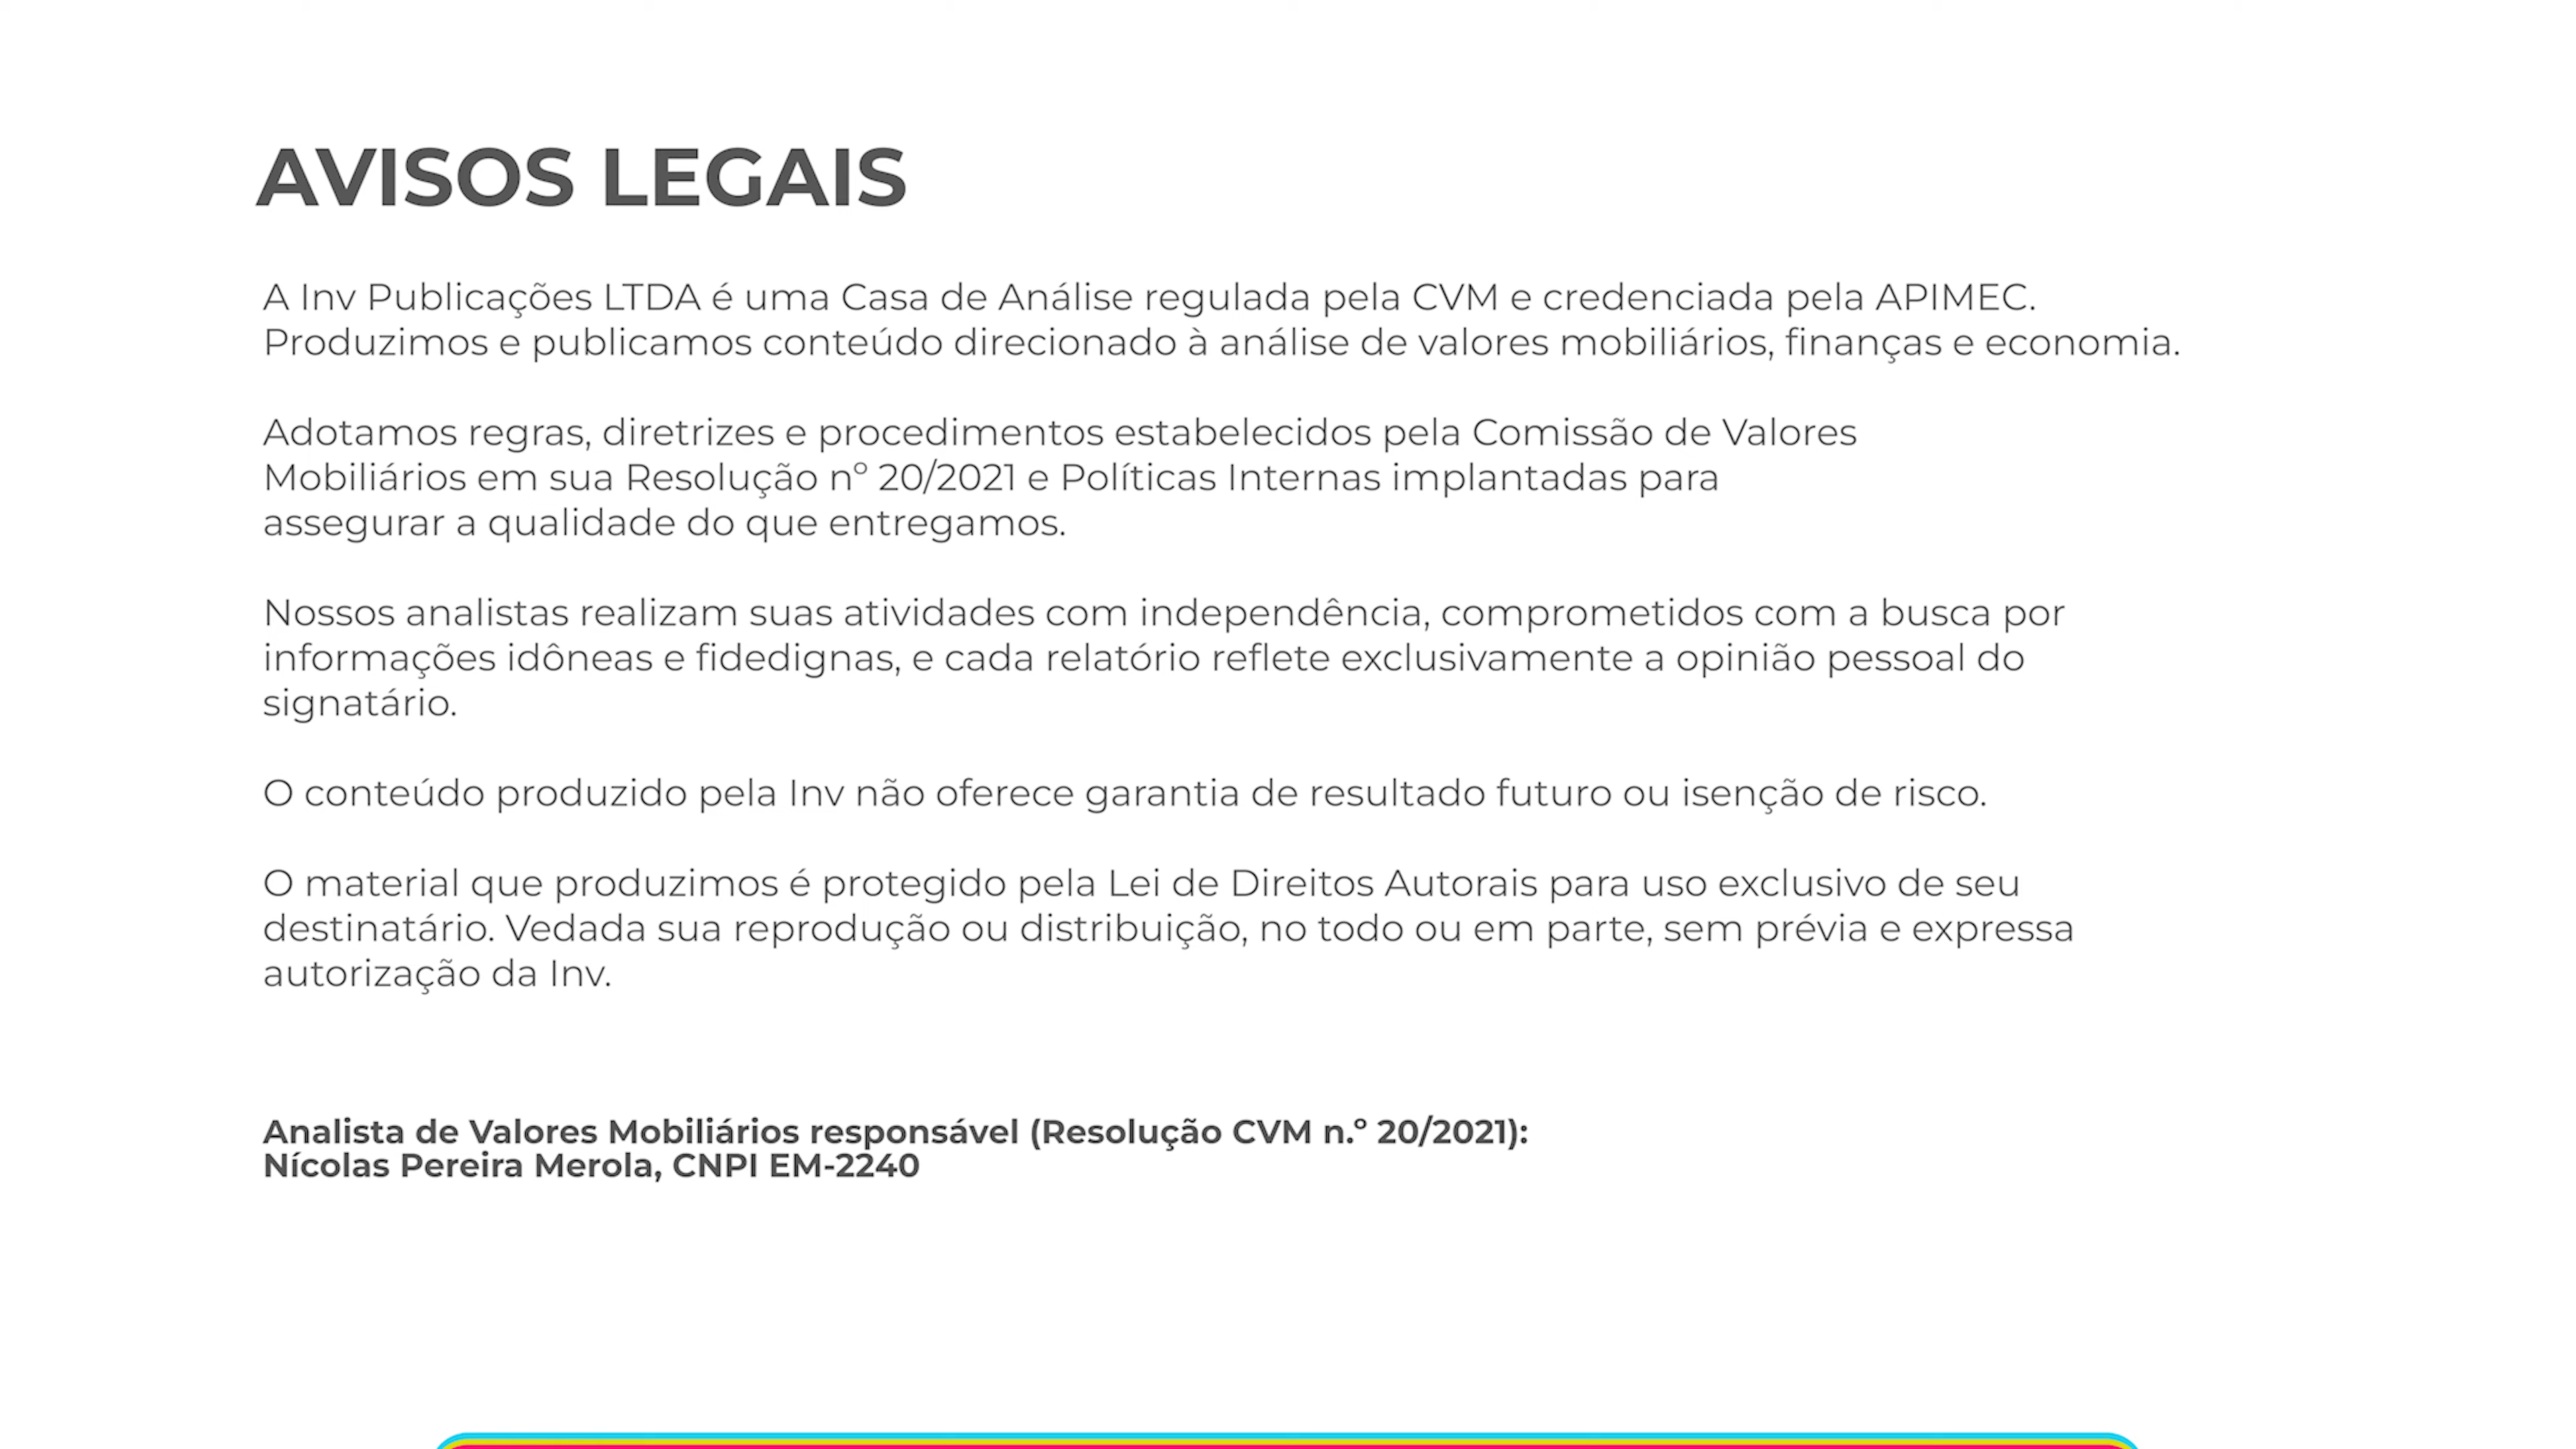 AVISOS LEGAIS
A Inv Publicações LTDA é uma Casa de Análise regulada pela CVM e credenciada pela APIMEC.
Produzimos e publicamos conteúdo direcionado à análise de valores mobiliários, finanças e economia.
Adotamos regras, diretrizes e procedimentos estabelecidos pela Comissão de Valores
Mobiliários em sua Resolução nº 20/2021 e Políticas Internas implantadas para
assegurar a qualidade do que entregamos.
Nossos analistas realizam suas atividades com independência, comprometidos com a busca por
informações idôneas e fidedignas, e cada relatório reflete exclusivamente a opinião pessoal do
signatário.
O conteúdo produzido pela Inv não oferece garantia de resultado futuro ou isenção de risco.
O material que produzimos é protegido pela Lei de Direitos Autorais para uso exclusivo de seu
destinatário. Vedada sua reprodução ou distribuição, no todo ou em parte, sem prévia e expressa
autorização da Inv.
Analista de Valores Mobiliários responsável (Resolução CVM n.º 20/2021):
Nícolas Pereira Merola, CNPI EM-2240